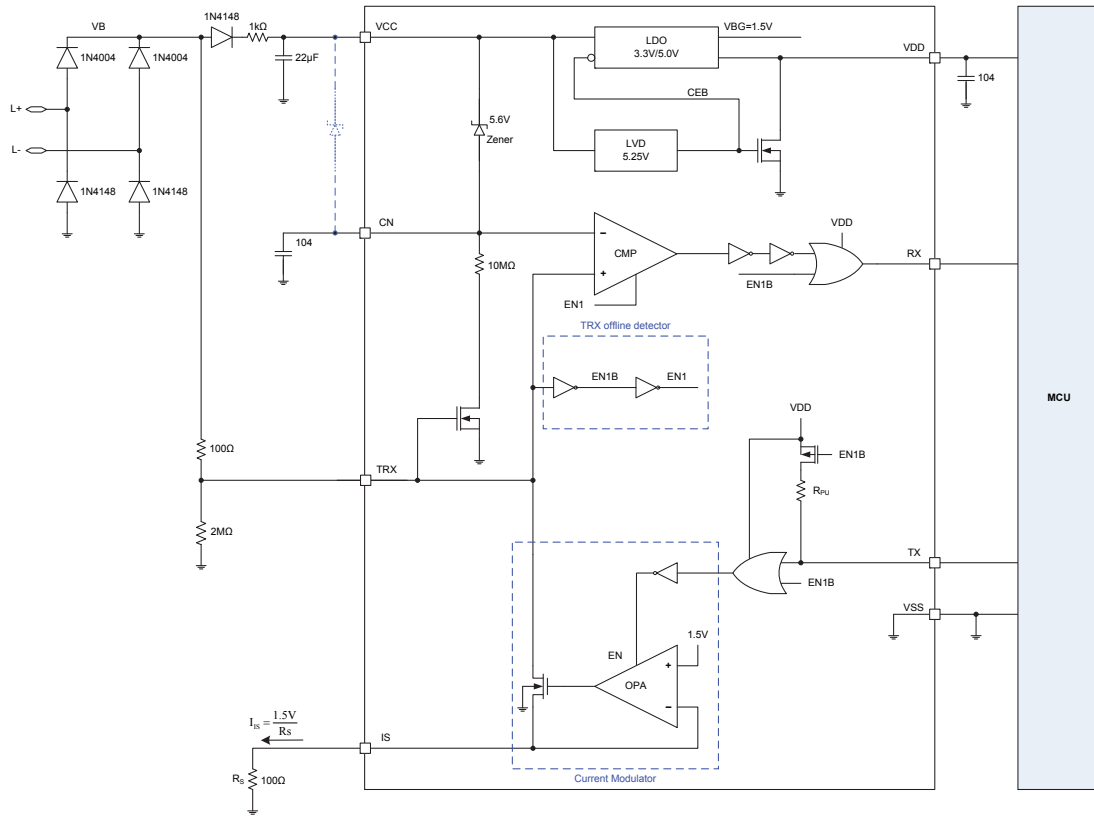 1N4148
VB
1kΩ
VCC
VBG=1.5V
LDO
3.3V/5.0V
VDD
1N4004
1N4004
22µF
104
L+
CEB
5.6V
Zener
LVD
5.25V
L-
1N4148
1N4148
CN
VDD
104
CMP
10MΩ
RX
EN1B
EN1
TRX offline detector
EN1B
EN1
MCU
VDD
EN1B
100Ω
TRX
RPU
2MΩ
TX
EN1B
VSS
1.5V
EN
OPA
IIS = 1.5V / Rs
IS
RS
100Ω
Current Modulator